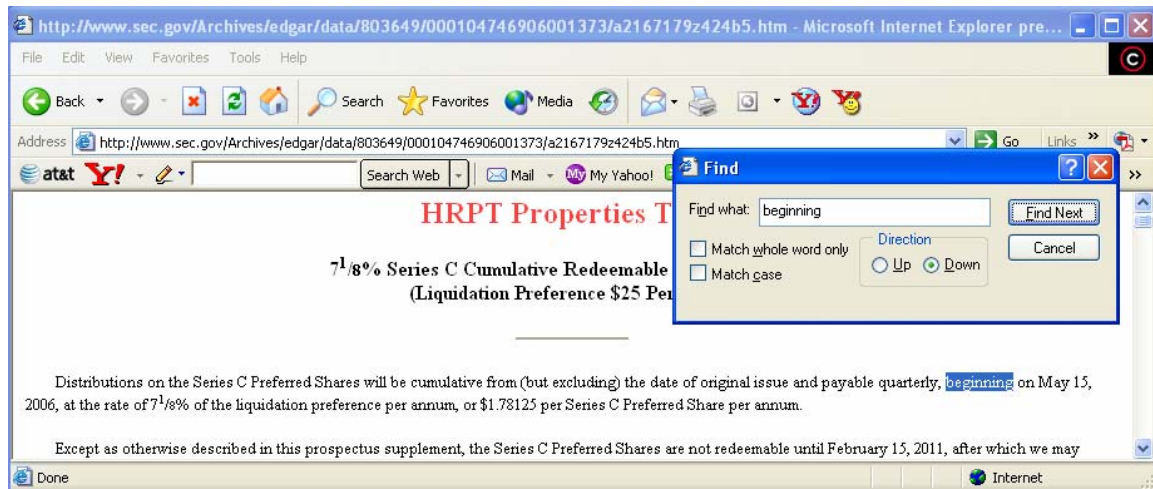 http://www.sec.gov/Archives/edgar/data/803649/000104746906001373/a2167179z424b5.htm - Microsoft Internet Explorer pre...
File Edit View Favorites Tools Help
Back Search Favorites Media
Address http://www.sec.gov/Archives/edgar/data/803649/000104746906001373/a2167179z424b5.htm Go Links »
at&t Y! Search Web Mail My Yahoo! »
Find
Find what: beginning Find Next
Match whole word only Direction Cancel
Match case Up Down
HRPT Properties T
7 1/8% Series C Cumulative Redeemable
(Liquidation Preference $25 Per
Distributions on the Series C Preferred Shares will be cumulative from (but excluding) the date of original issue and payable quarterly, beginning on May 15,
2006, at the rate of 7 1/8% of the liquidation preference per annum, or $1.78125 per Series C Preferred Share per annum.
Except as otherwise described in this prospectus supplement, the Series C Preferred Shares are not redeemable until February 15, 2011, after which we may
Done Internet